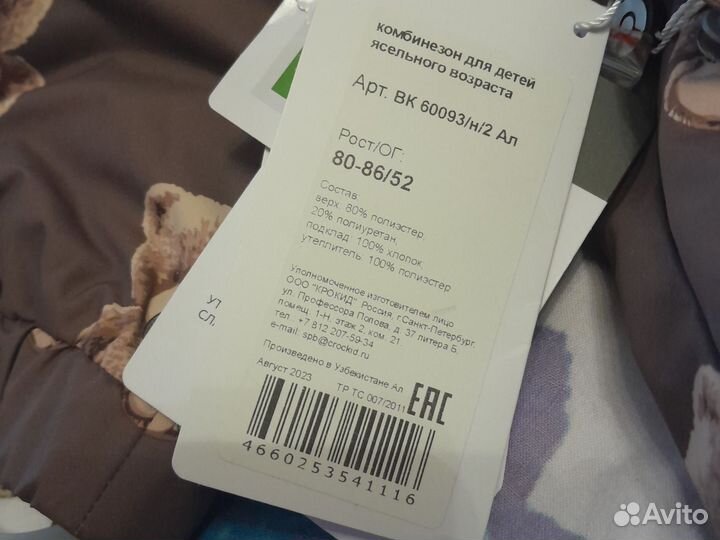 комбинезон для детей
ясельного возраста
Арт. ВК 60093/н/2 Ал
Рост/ОГ:
80-86/52
Состав:
верх: 80% полиэстер,
20% полиуретан,
подклад: 100% хлопок
утеплитель: 100% полиэстер
Уполномоченное изготовителем лицо
ООО "КРОКИД" Россия, г.Санкт-Петербург,
ул. Профессора Попова, д. 37 литера Б,
помещ. 1-Н, этаж 2, ком. 21
тел.: +7 812 207-59-34
e-mail: spb@crockid.ru
Произведено в Узбекистане Ал
Август 2023 ТР ТС 007/2011
EAC
4660253541116
УТ
СЛ.
Avito